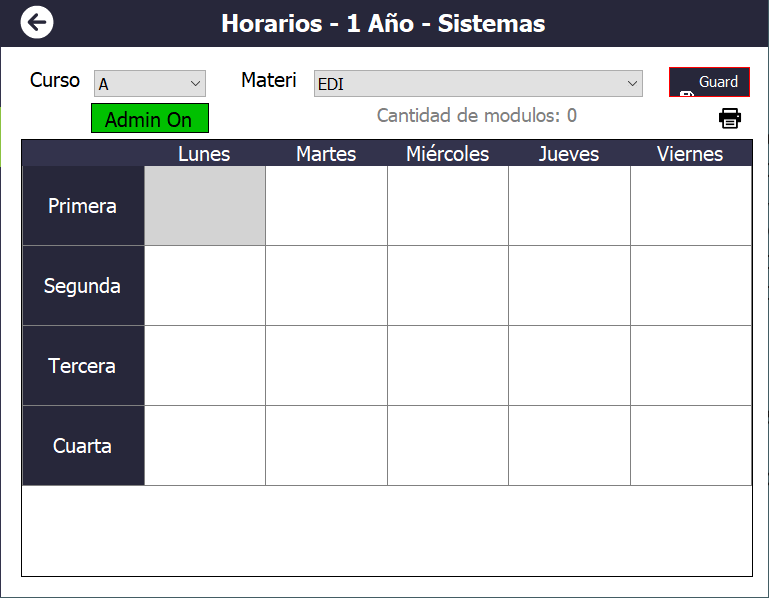 Horarios - 1 Año - Sistemas
Curso A Materi EDI Guard
Admin On Cantidad de modulos: 0
Lunes Martes Miércoles Jueves Viernes
Primera
Segunda
Tercera
Cuarta